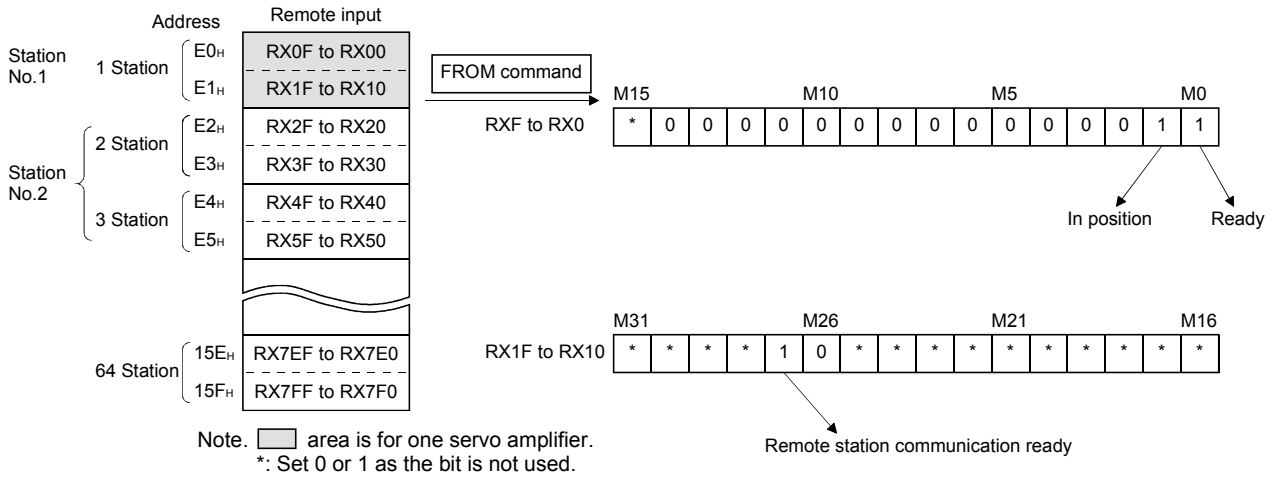 Address Remote input
Station No.1
1 Station
E0H RX0F to RX00
E1H RX1F to RX10
Station No.2
2 Station
E2H RX2F to RX20
E3H RX3F to RX30
3 Station
E4H RX4F to RX40
E5H RX5F to RX50
64 Station
15EH RX7EF to RX7E0
15FH RX7FF to RX7F0
FROM command
M15 M10 M5 M0
RXF to RX0 * 0 0 0 0 0 0 0 0 0 0 0 0 0 1 1
In position Ready
M31 M26 M21 M16
RX1F to RX10 * * * * 1 0 * * * * * * * * * *
Remote station communication ready
Note. area is for one servo amplifier.
*: Set 0 or 1 as the bit is not used.